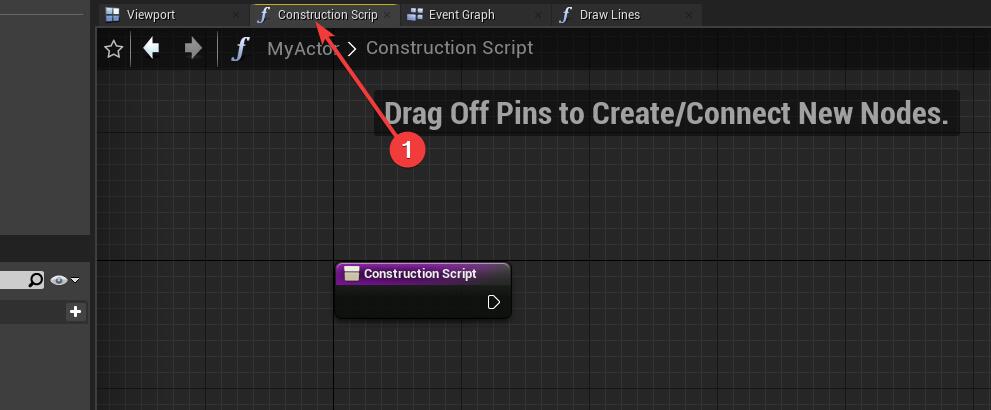 Viewport
Construction Scrip
Event Graph
Draw Lines
MyActor > Construction Script
Drag Off Pins to Create/Connect New Nodes.
1
Construction Script